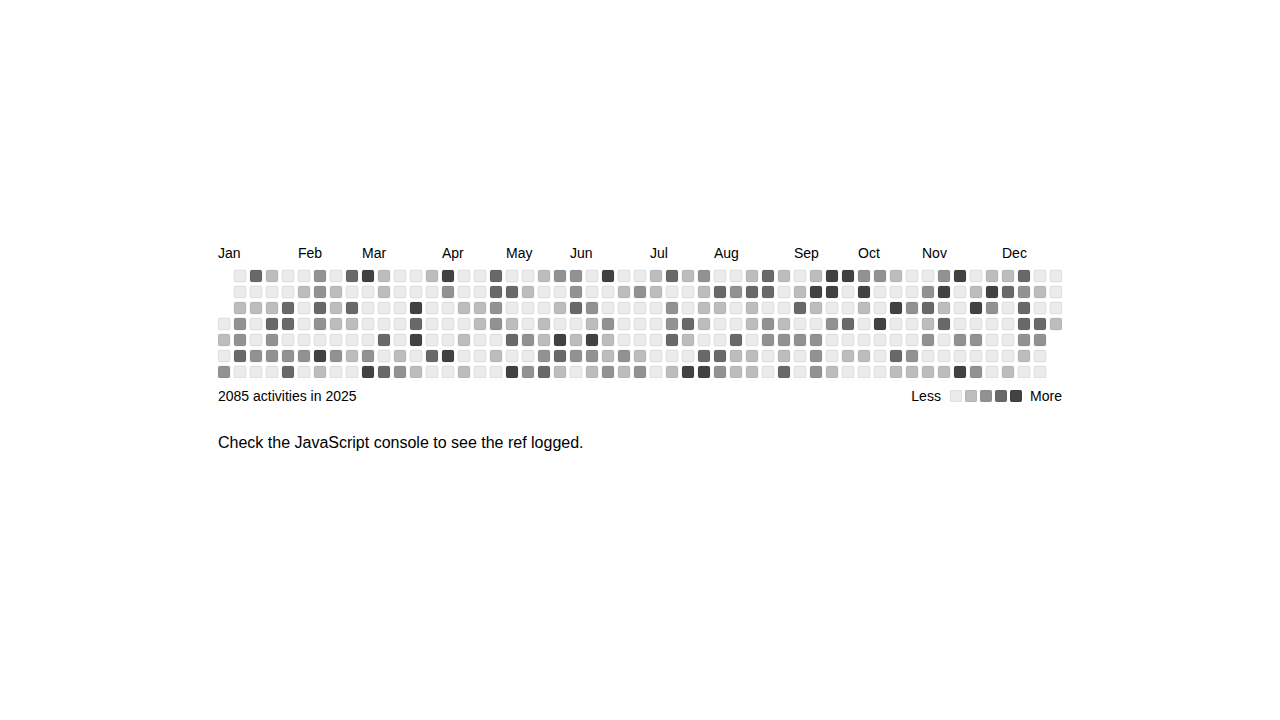 Jan Feb Mar Apr May Jun Jul Aug Sep Oct Nov Dec
2085 activities in 2025 Less More
Check the JavaScript console to see the ref logged.